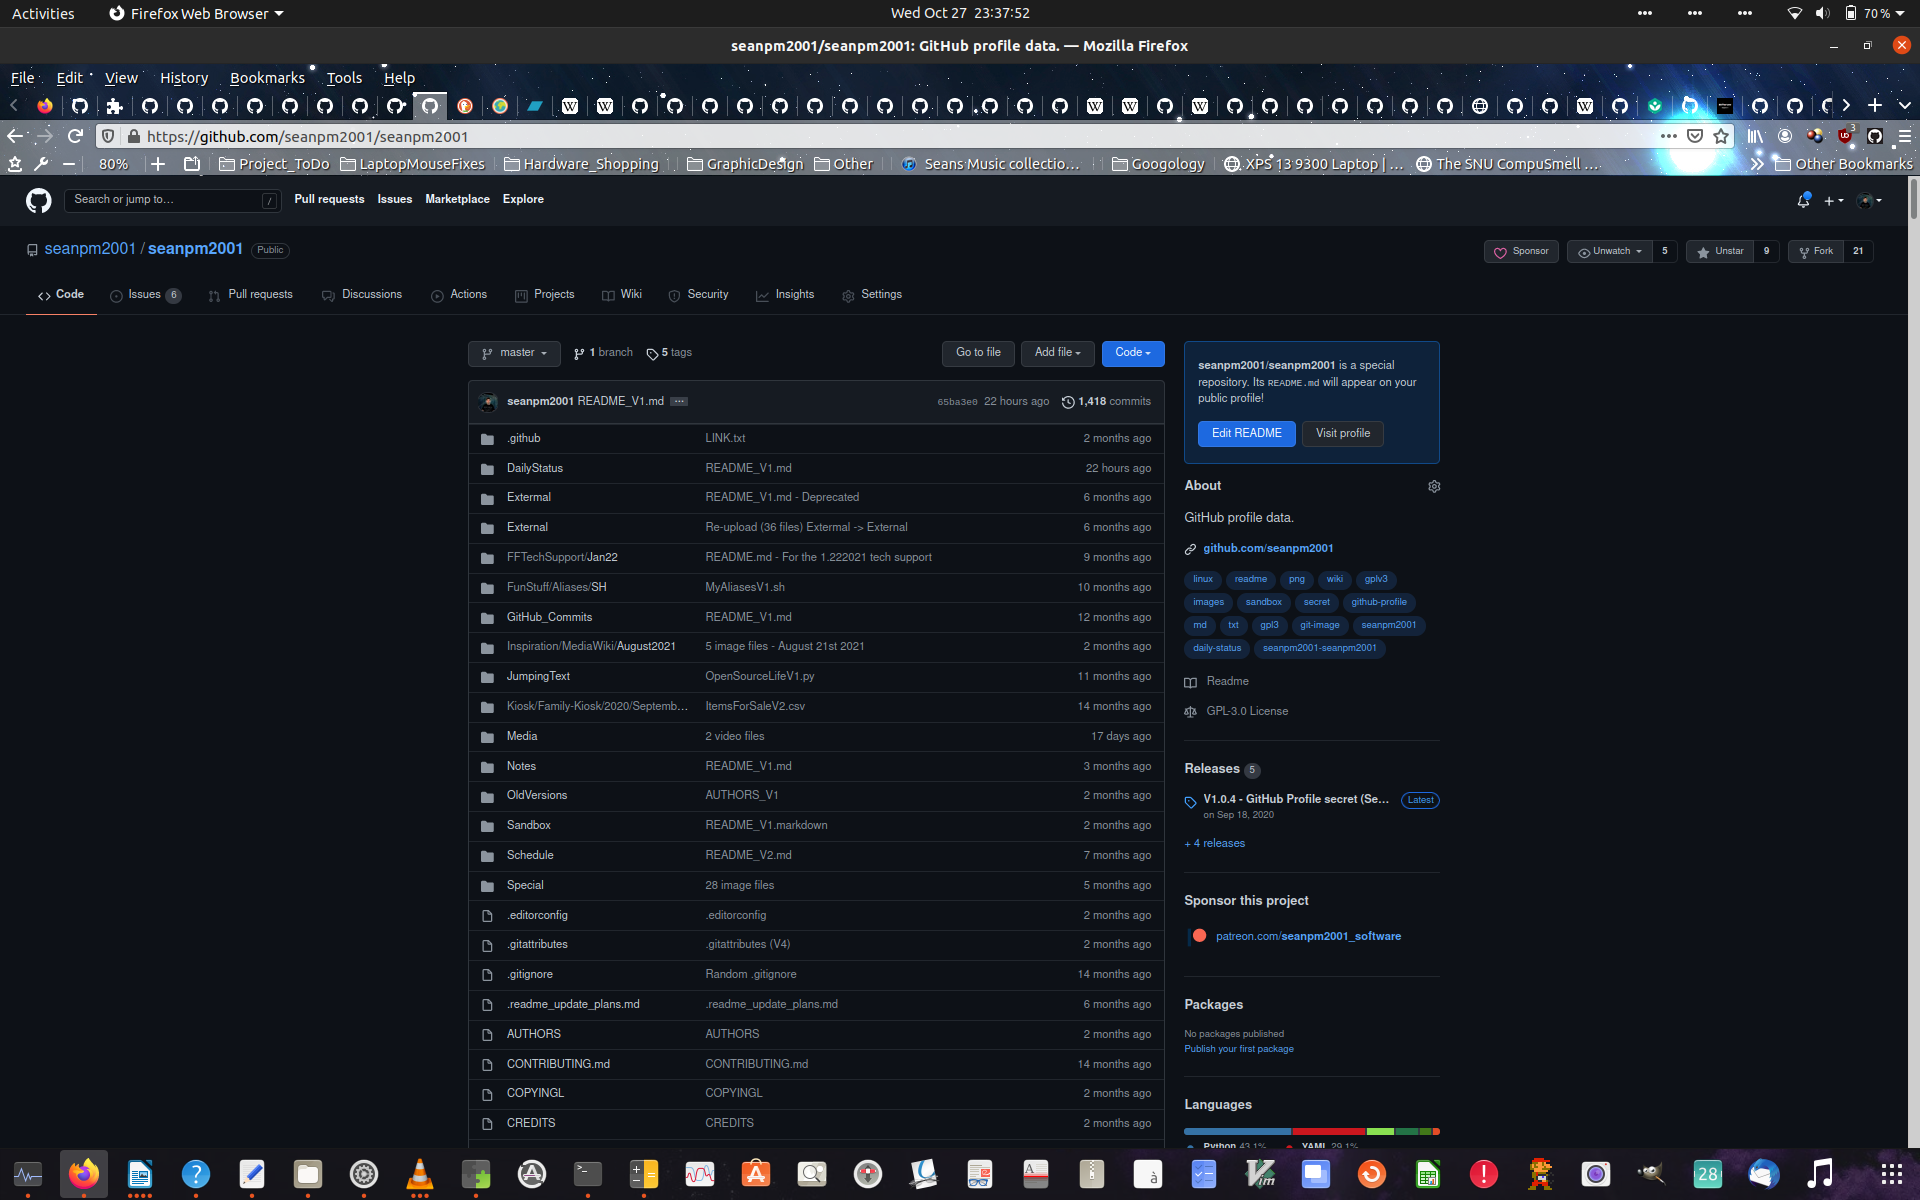 Activities Firefox Web Browser Wed Oct 27 23:37:52 70 %
seanpm2001/seanpm2001: GitHub profile data. — Mozilla Firefox
File Edit View History Bookmarks Tools Help
https://github.com/seanpm2001/seanpm2001 3
80% Project_ToDo LaptopMouseFixes Hardware_Shopping GraphicDesign Other Seans Music collectio… Googology XPS 13 9300 Laptop | … The SNU CompuSmell … Other Bookmarks
Search or jump to… / Pull requests Issues Marketplace Explore
seanpm2001 / seanpm2001 Public Sponsor Unwatch 5 Unstar 9 Fork 21
Code Issues 6 Pull requests Discussions Actions Projects Wiki Security Insights Settings
master 1 branch 5 tags Go to file Add file Code
seanpm2001 README_V1.md 65ba3e0 22 hours ago 1,418 commits
.github LINK.txt 2 months ago
DailyStatus README_V1.md 22 hours ago
Extermal README_V1.md - Deprecated 6 months ago
External Re-upload (36 files) Extermal -> External 6 months ago
FFTechSupport/Jan22 README.md - For the 1.222021 tech support 9 months ago
FunStuff/Aliases/SH MyAliasesV1.sh 10 months ago
GitHub_Commits README_V1.md 12 months ago
Inspiration/MediaWiki/August2021 5 image files - August 21st 2021 2 months ago
JumpingText OpenSourceLifeV1.py 11 months ago
Kiosk/Family-Kiosk/2020/Septemb… ItemsForSaleV2.csv 14 months ago
Media 2 video files 17 days ago
Notes README_V1.md 3 months ago
OldVersions AUTHORS_V1 2 months ago
Sandbox README_V1.markdown 2 months ago
Schedule README_V2.md 7 months ago
Special 28 image files 5 months ago
.editorconfig .editorconfig 2 months ago
.gitattributes .gitattributes (V4) 2 months ago
.gitignore Random .gitignore 14 months ago
.readme_update_plans.md .readme_update_plans.md 6 months ago
AUTHORS AUTHORS 2 months ago
CONTRIBUTING.md CONTRIBUTING.md 14 months ago
COPYINGL COPYINGL 2 months ago
CREDITS CREDITS 2 months ago
seanpm2001/seanpm2001 is a special
repository. Its README.md will appear on your
public profile!
Edit README Visit profile
About
GitHub profile data.
github.com/seanpm2001
linux readme png wiki gplv3
images sandbox secret github-profile
md txt gpl3 git-image seanpm2001
daily-status seanpm2001-seanpm2001
Readme
GPL-3.0 License
Releases 5
V1.0.4 - GitHub Profile secret (Se… Latest
on Sep 18, 2020
+ 4 releases
Sponsor this project
patreon.com/seanpm2001_software
Packages
No packages published
Publish your first package
Languages
Python 43.1% YAML 29.1%
28